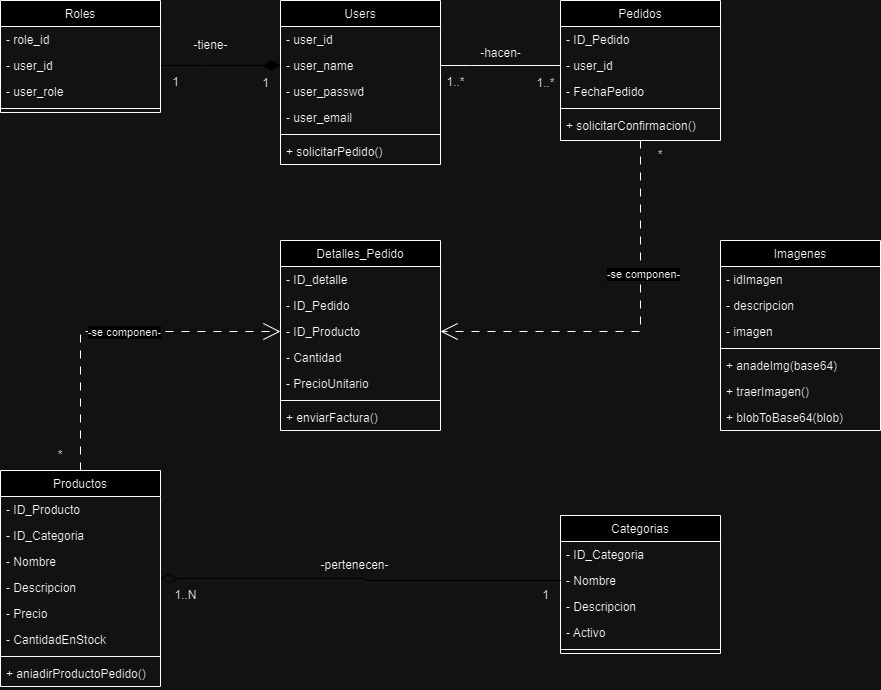 Roles
- role_id
- user_id
- user_role
-tiene-
1
1
Users
- user_id
- user_name
- user_passwd
- user_email
+ solicitarPedido()
-hacen-
1..*
1..*
Pedidos
- ID_Pedido
- user_id
- FechaPedido
+ solicitarConfirmacion()
*
-se componen-
Detalles_Pedido
- ID_detalle
- ID_Pedido
- ID_Producto
- Cantidad
- PrecioUnitario
+ enviarFactura()
Imagenes
- idImagen
- descripcion
- imagen
+ anadeImg(base64)
+ traerImagen()
+ blobToBase64(blob)
-se componen-
*
Productos
- ID_Producto
- ID_Categoria
- Nombre
- Descripcion
- Precio
- CantidadEnStock
+ aniadirProductoPedido()
-pertenecen-
1..N
1
Categorias
- ID_Categoria
- Nombre
- Descripcion
- Activo